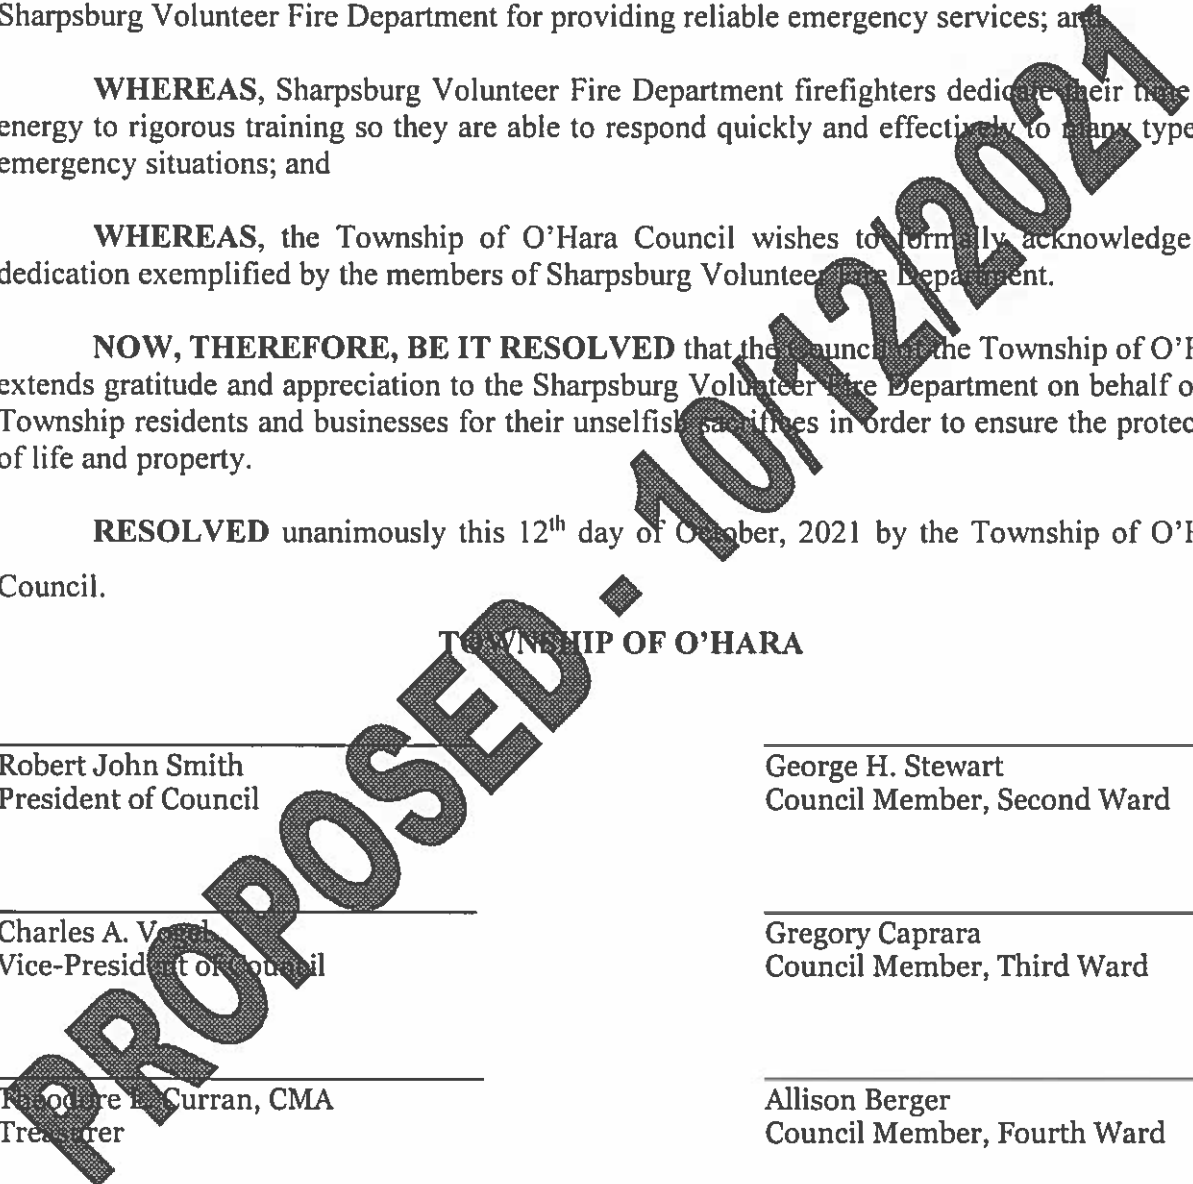 Sharpsburg Volunteer Fire Department for providing reliable emergency services; and
WHEREAS, Sharpsburg Volunteer Fire Department firefighters dedicate their time
energy to rigorous training so they are able to respond quickly and effectively to many type
emergency situations; and
WHEREAS, the Township of O'Hara Council wishes to formally acknowledge
dedication exemplified by the members of Sharpsburg Volunteer Fire Department.
NOW, THEREFORE, BE IT RESOLVED that the Council of the Township of O'H
extends gratitude and appreciation to the Sharpsburg Volunteer Fire Department on behalf o
Township residents and businesses for their unselfish sacrifices in order to ensure the protec
of life and property.
RESOLVED unanimously this 12th day of October, 2021 by the Township of O'H
Council.
TOWNSHIP OF O'HARA
Robert John Smith
President of Council
George H. Stewart
Council Member, Second Ward
Charles A. Vogel
Vice-President of Council
Gregory Caprara
Council Member, Third Ward
Theodore Curran, CMA
Treasurer
Allison Berger
Council Member, Fourth Ward
PROPOSED - 10/12/2021